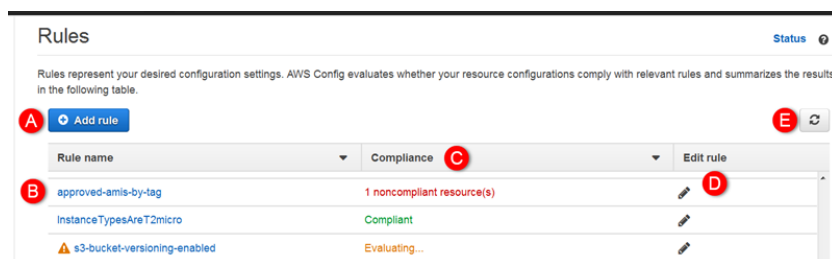 Rules
Status
Rules represent your desired configuration settings. AWS Config evaluates whether your resource configurations comply with relevant rules and summarizes the results
in the following table.
A Add rule E
Rule name Compliance C Edit rule
B approved-amis-by-tag 1 noncompliant resource(s) D
InstanceTypesAreT2micro Compliant
s3-bucket-versioning-enabled Evaluating...